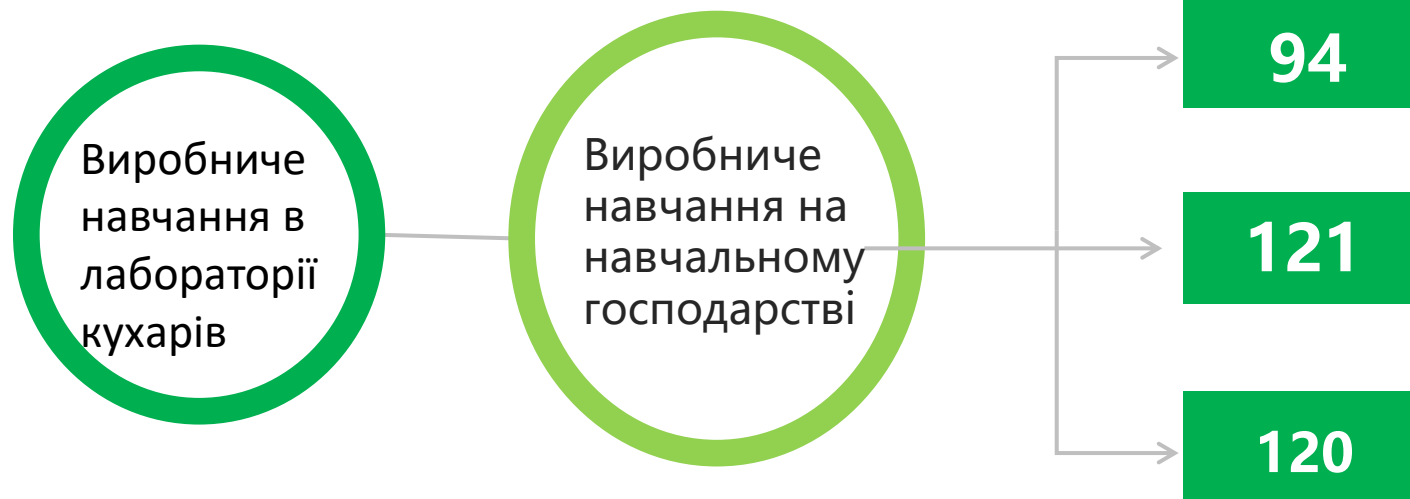 Виробниче
навчання в
лабораторії
кухарів
Виробниче
навчання на
навчальному
господарстві
94
121
120